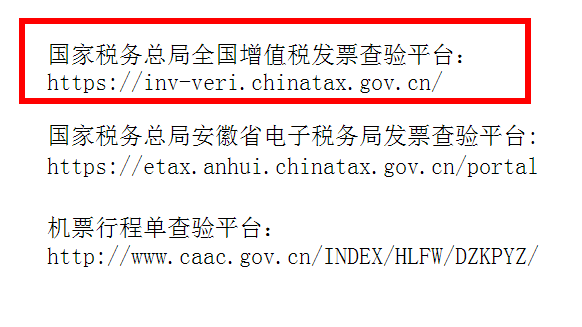 国家税务总局全国增值税发票查验平台：
https://inv-veri.chinatax.gov.cn/
国家税务总局安徽省电子税务局发票查验平台:
https://etax.anhui.chinatax.gov.cn/portal
机票行程单查验平台：
http://www.caac.gov.cn/INDEX/HLFW/DZKPYZ/